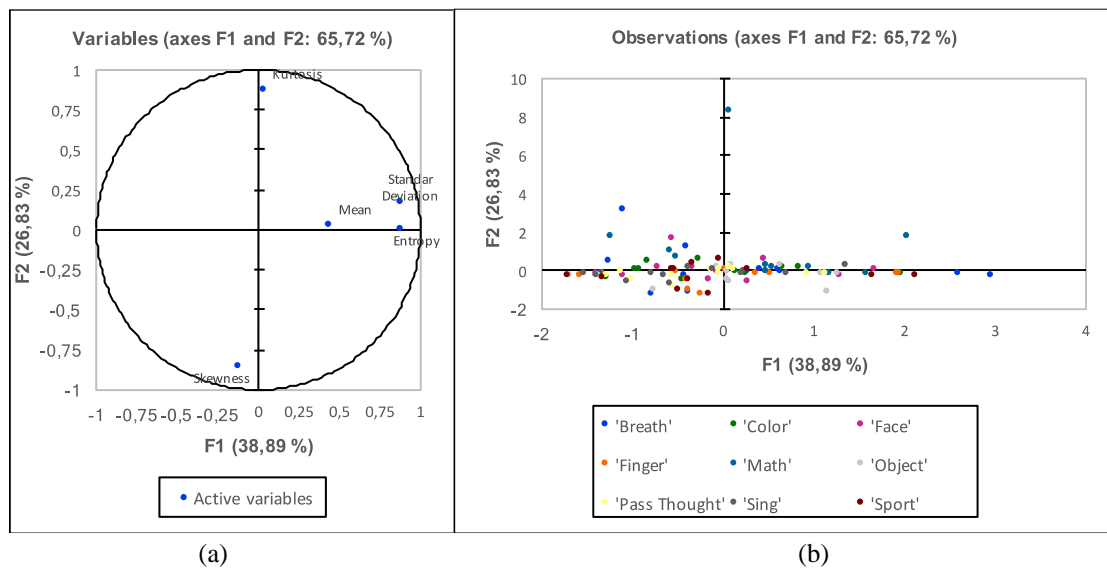 Variables (axes F1 and F2: 65,72 %)
1
0,75
0,5
0,25
0
-0,25
-0,5
-0,75
-1
F2 (26,83 %)
Kurtosis
Standar
Deviation
Mean
Entropy
Skewness
-1 -0,75 -0,5 -0,25 0 0,25 0,5 0,75 1
F1 (38,89 %)
Active variables
(a)
Observations (axes F1 and F2: 65,72 %)
10
8
6
4
2
0
-2
F2 (26,83 %)
-2 -1 0 1 2 3 4
F1 (38,89 %)
'Breath' 'Color' 'Face'
'Finger' 'Math' 'Object'
'Pass Thought' 'Sing' 'Sport'
(b)